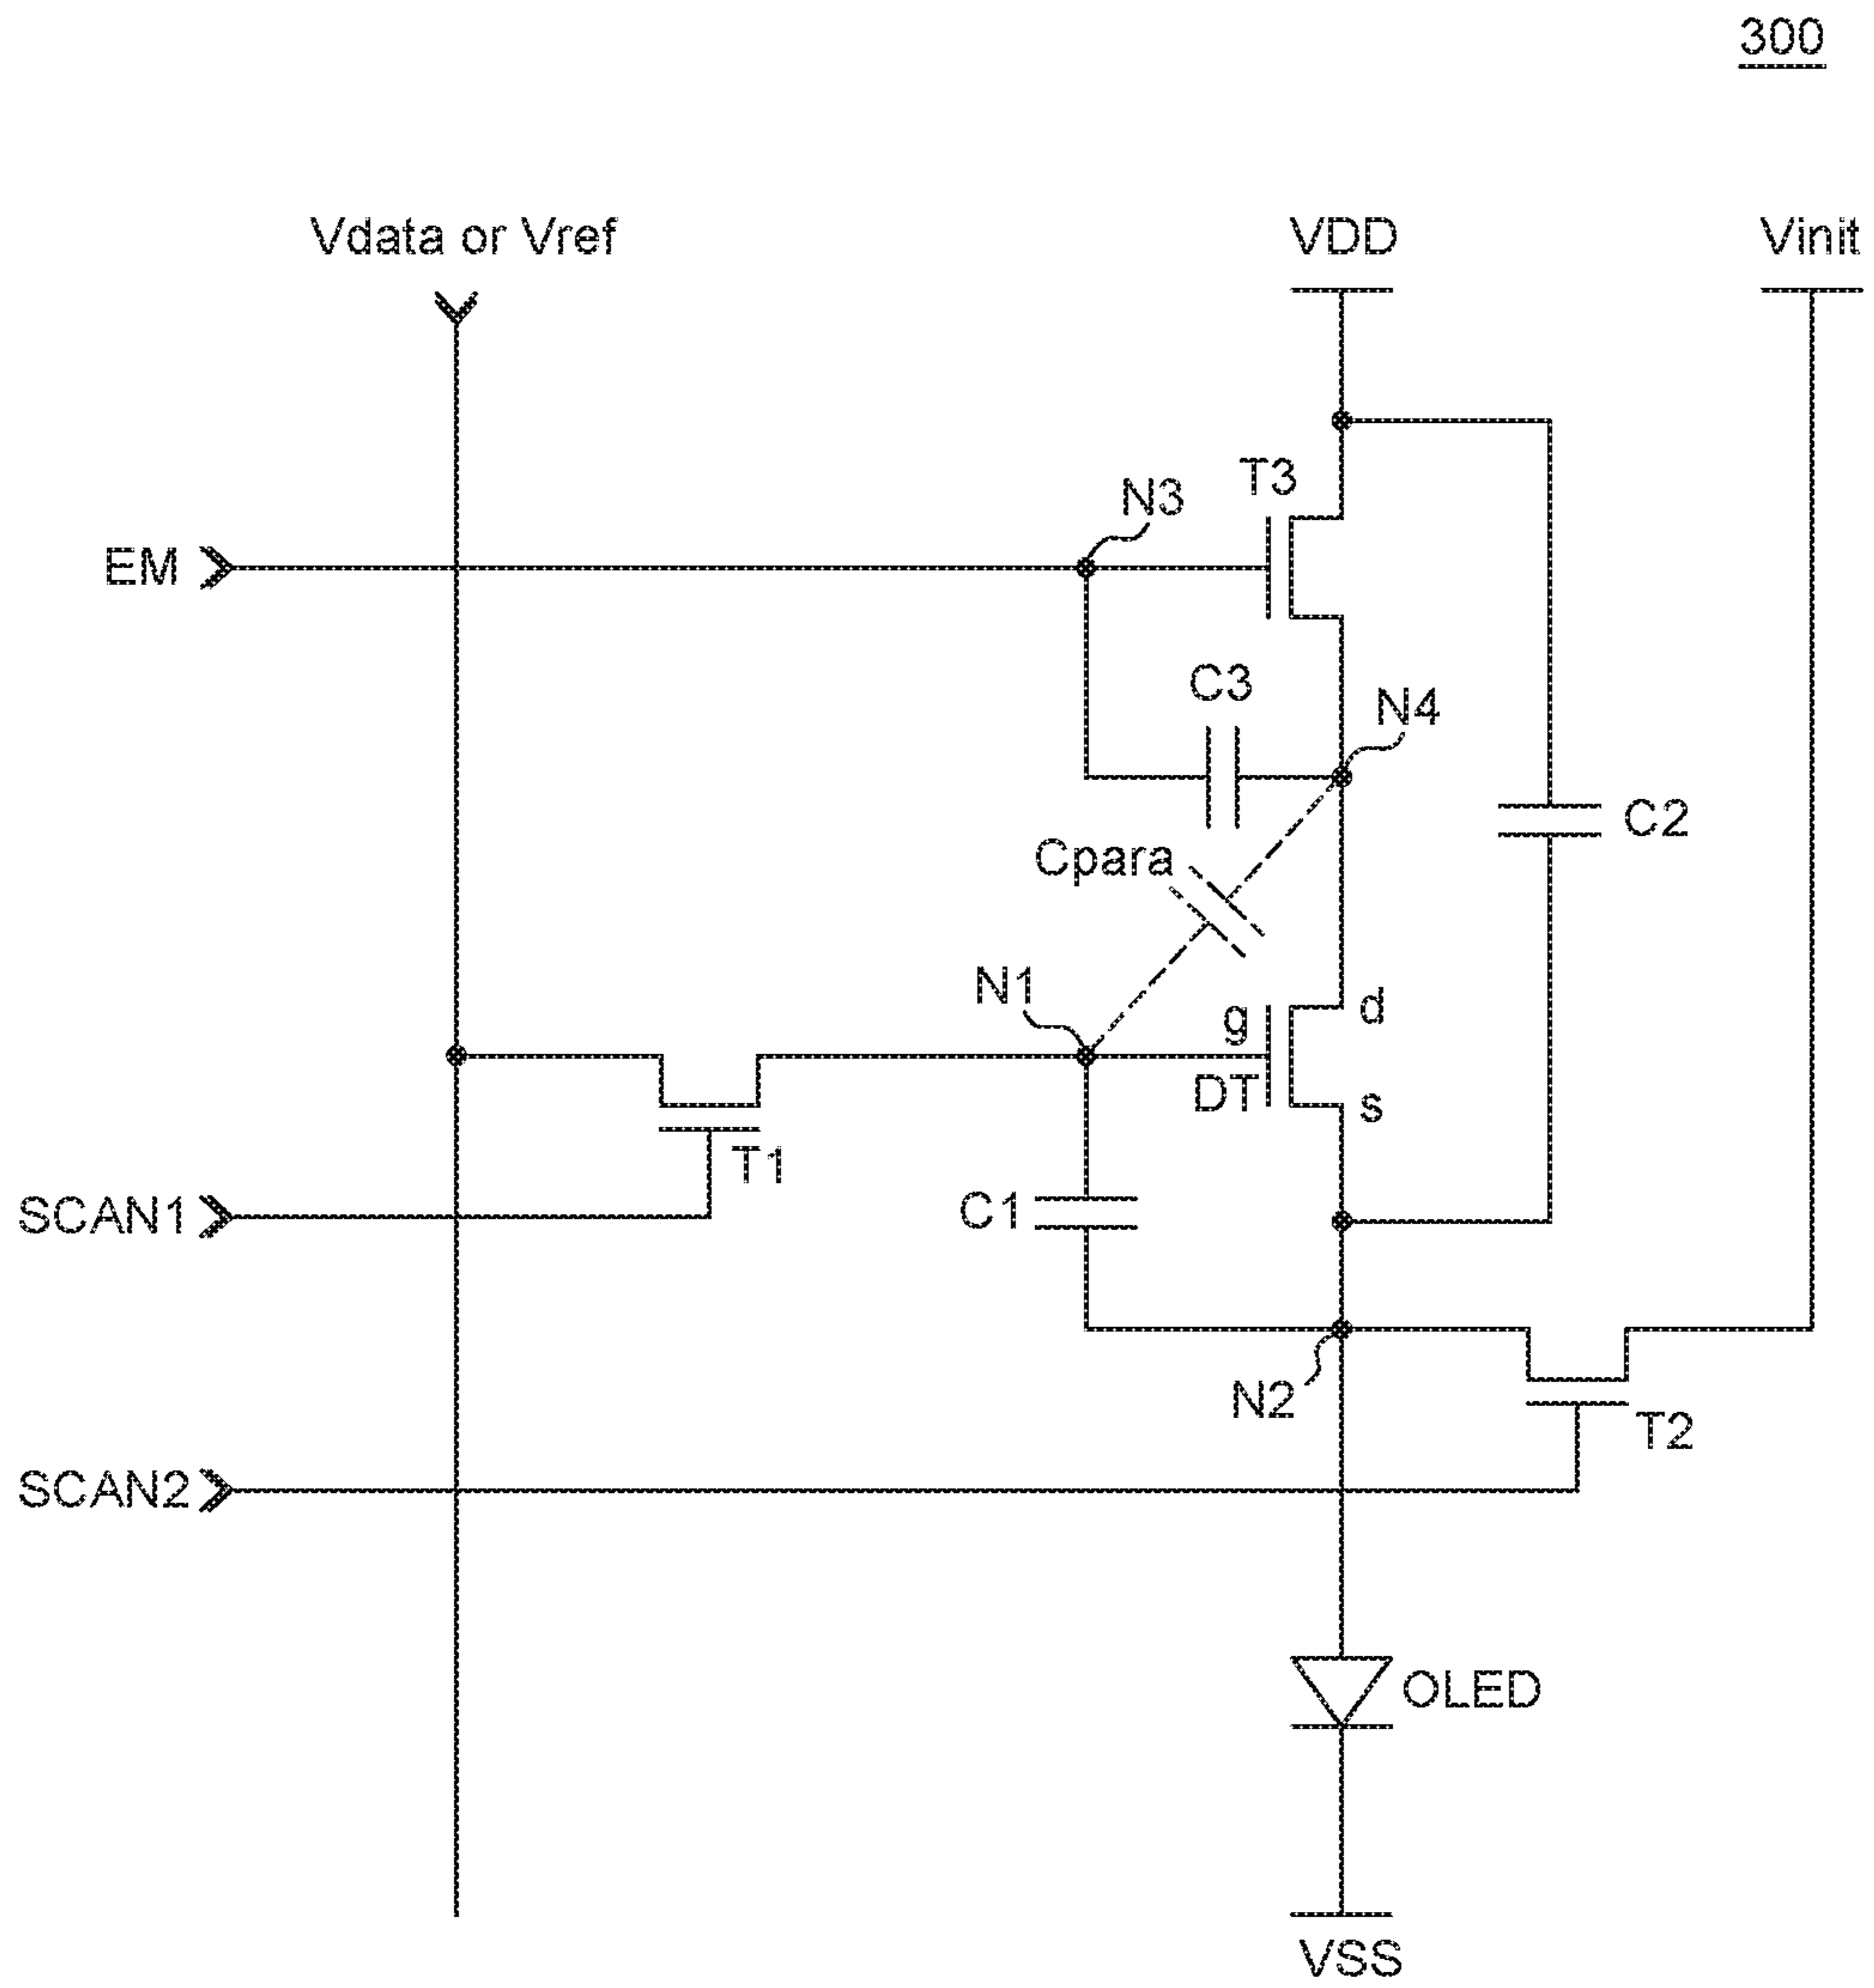 300
Vdata or Vref
VDD
Vinit
T3
N3
EM
C3
N4
C2
Cpara
N1
g
d
DT
s
T1
SCAN1
C1
N2
T2
SCAN2
OLED
VSS